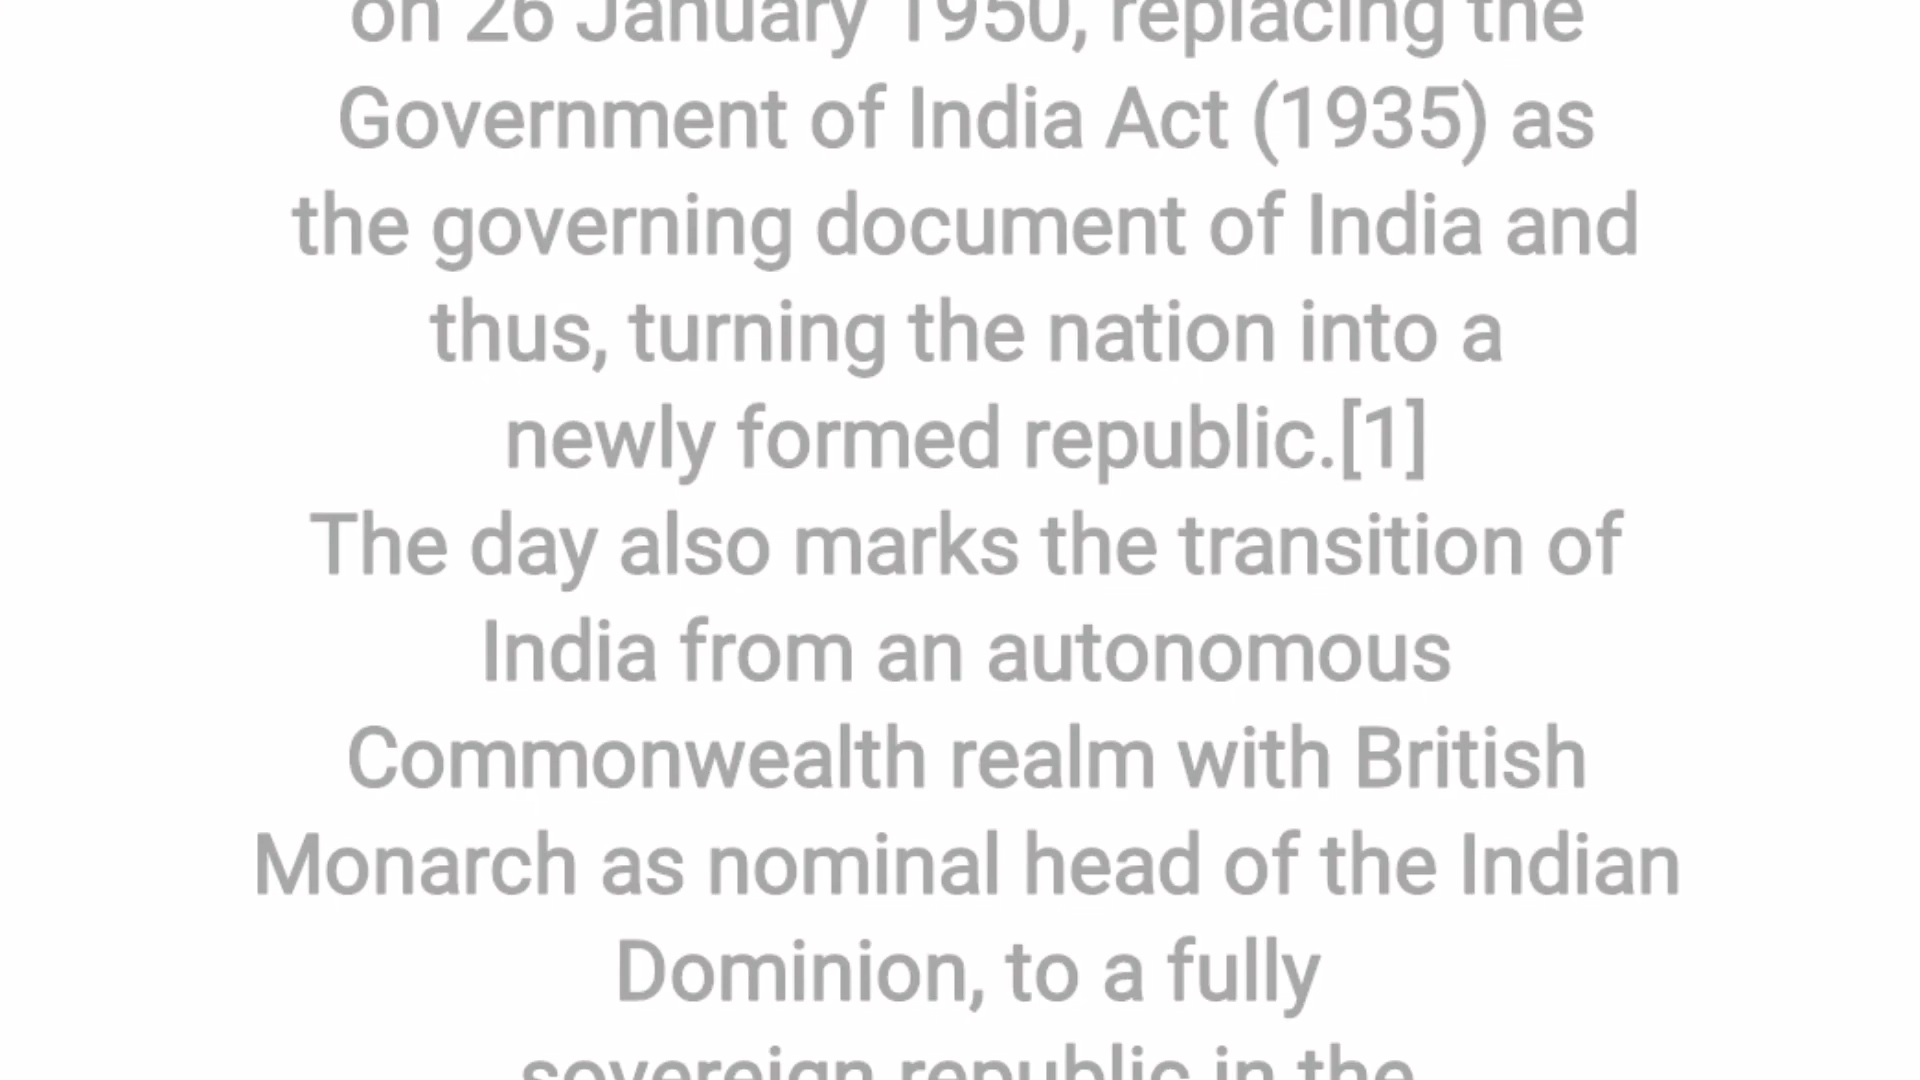 on 26 January 1950, replacing the
Government of India Act (1935) as
the governing document of India and
thus, turning the nation into a
newly formed republic.[1]
The day also marks the transition of
India from an autonomous
Commonwealth realm with British
Monarch as nominal head of the Indian
Dominion, to a fully
sovereign republic in the